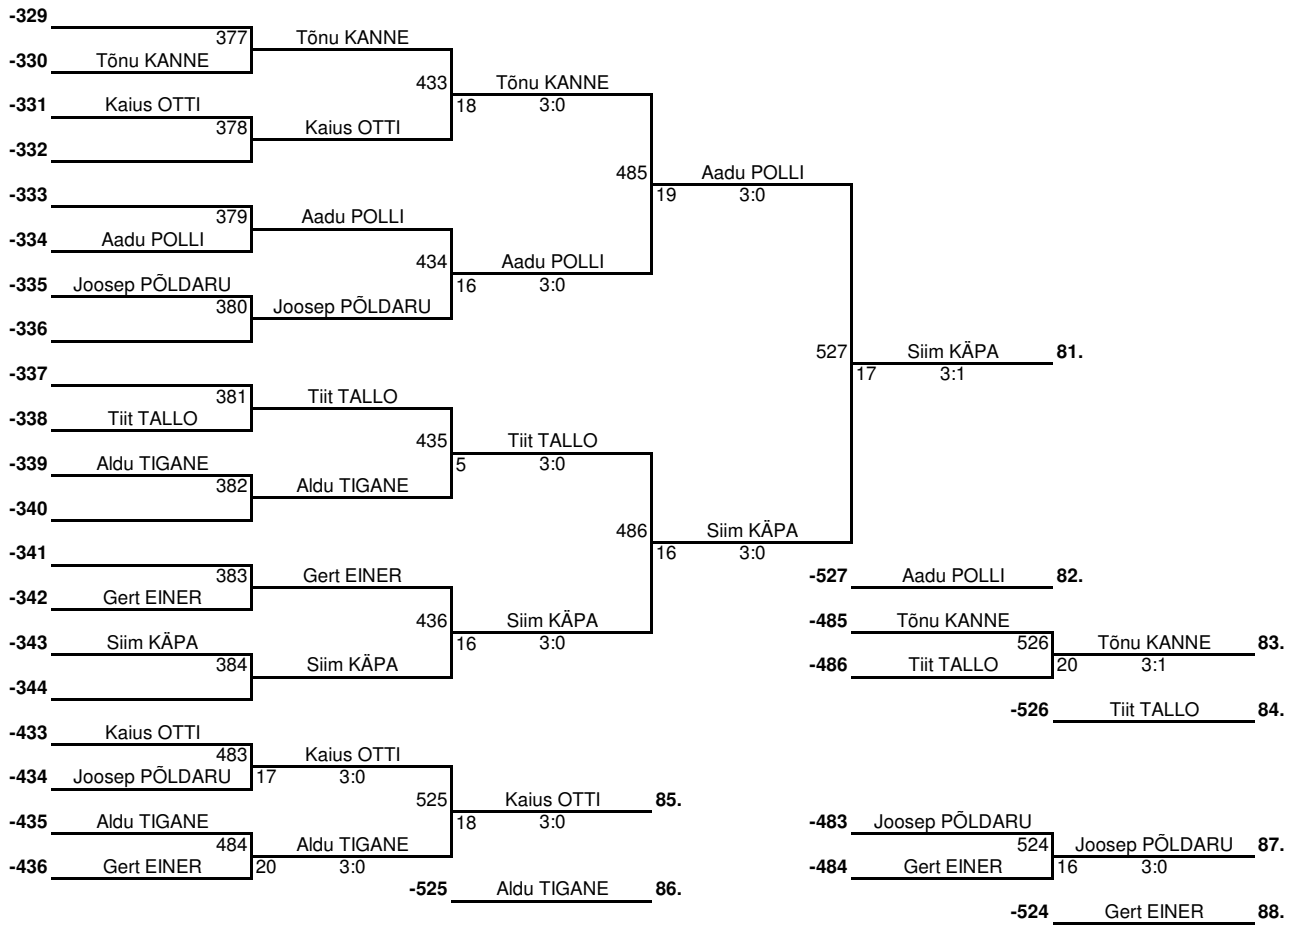 -329
377 Tõnu KANNE
-330 Tõnu KANNE
433 Tõnu KANNE
-331 Kaius OTTI
18 3:0
378 Kaius OTTI
-332
485 Aadu POLLI
-333
19 3:0
379 Aadu POLLI
-334 Aadu POLLI
434 Aadu POLLI
-335 Joosep PÕLDARU
16 3:0
380 Joosep PÕLDARU
-336
527 Siim KÄPA 81.
-337
17 3:1
381 Tiit TALLO
-338 Tiit TALLO
435 Tiit TALLO
-339 Aldu TIGANE
5 3:0
382 Aldu TIGANE
-340
486 Siim KÄPA
-341
16 3:0
383 Gert EINER
-527 Aadu POLLI 82.
-342 Gert EINER
436 Siim KÄPA
-485 Tõnu KANNE
-343 Siim KÄPA
16 3:0
526 Tõnu KANNE 83.
384 Siim KÄPA
-486 Tiit TALLO
20 3:1
-344
-526 Tiit TALLO 84.
-433 Kaius OTTI
483 Kaius OTTI
-434 Joosep PÕLDARU
17 3:0
525 Kaius OTTI 85.
-435 Aldu TIGANE
18 3:0
-483 Joosep PÕLDARU
484 Aldu TIGANE
524 Joosep PÕLDARU 87.
-436 Gert EINER
20 3:0
-484 Gert EINER
16 3:0
-525 Aldu TIGANE 86.
-524 Gert EINER 88.